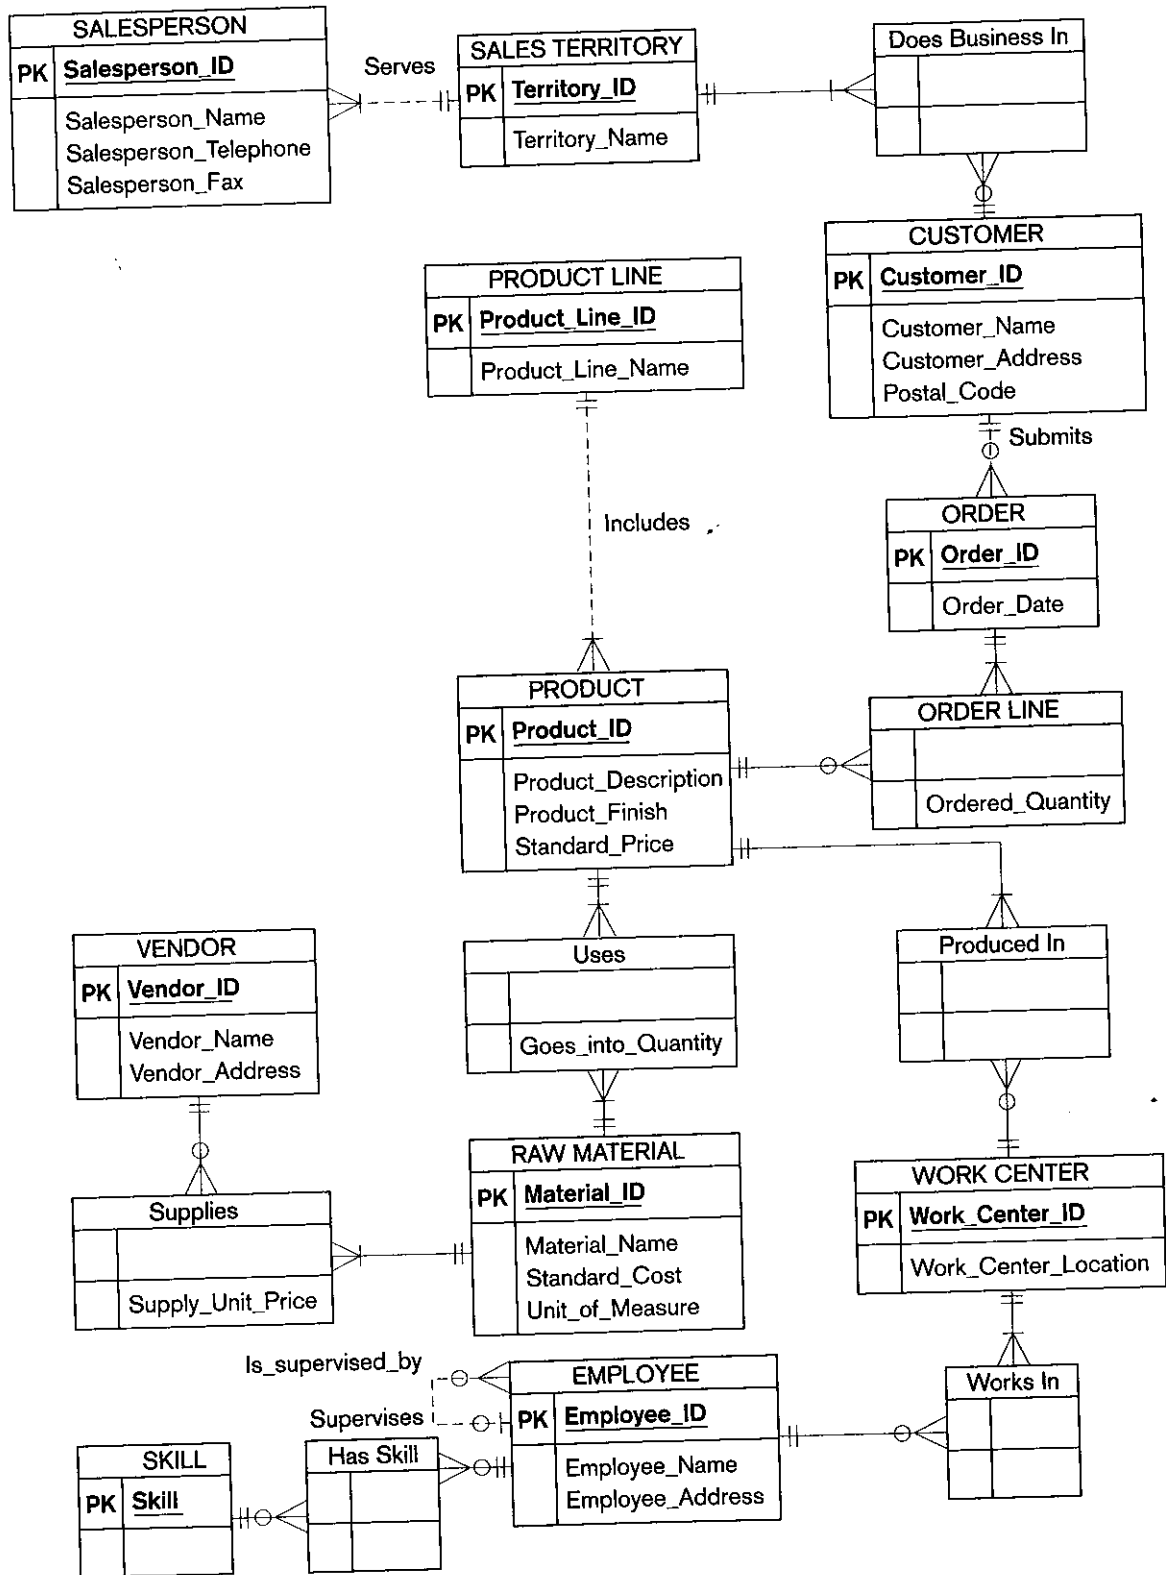 SALESPERSON
PK Salesperson_ID
Salesperson_Name
Salesperson_Telephone
Salesperson_Fax
Serves
SALES TERRITORY
PK Territory_ID
Territory_Name
Does Business In
CUSTOMER
PK Customer_ID
Customer_Name
Customer_Address
Postal_Code
PRODUCT LINE
PK Product_Line_ID
Product_Line_Name
Submits
Includes
ORDER
PK Order_ID
Order_Date
PRODUCT
PK Product_ID
Product_Description
Product_Finish
Standard_Price
ORDER LINE
Ordered_Quantity
VENDOR
PK Vendor_ID
Vendor_Name
Vendor_Address
Uses
Goes_into_Quantity
Produced In
Supplies
Supply_Unit_Price
RAW MATERIAL
PK Material_ID
Material_Name
Standard_Cost
Unit_of_Measure
WORK CENTER
PK Work_Center_ID
Work_Center_Location
Is_supervised_by
Supervises
EMPLOYEE
PK Employee_ID
Employee_Name
Employee_Address
Works In
SKILL
PK Skill
Has Skill